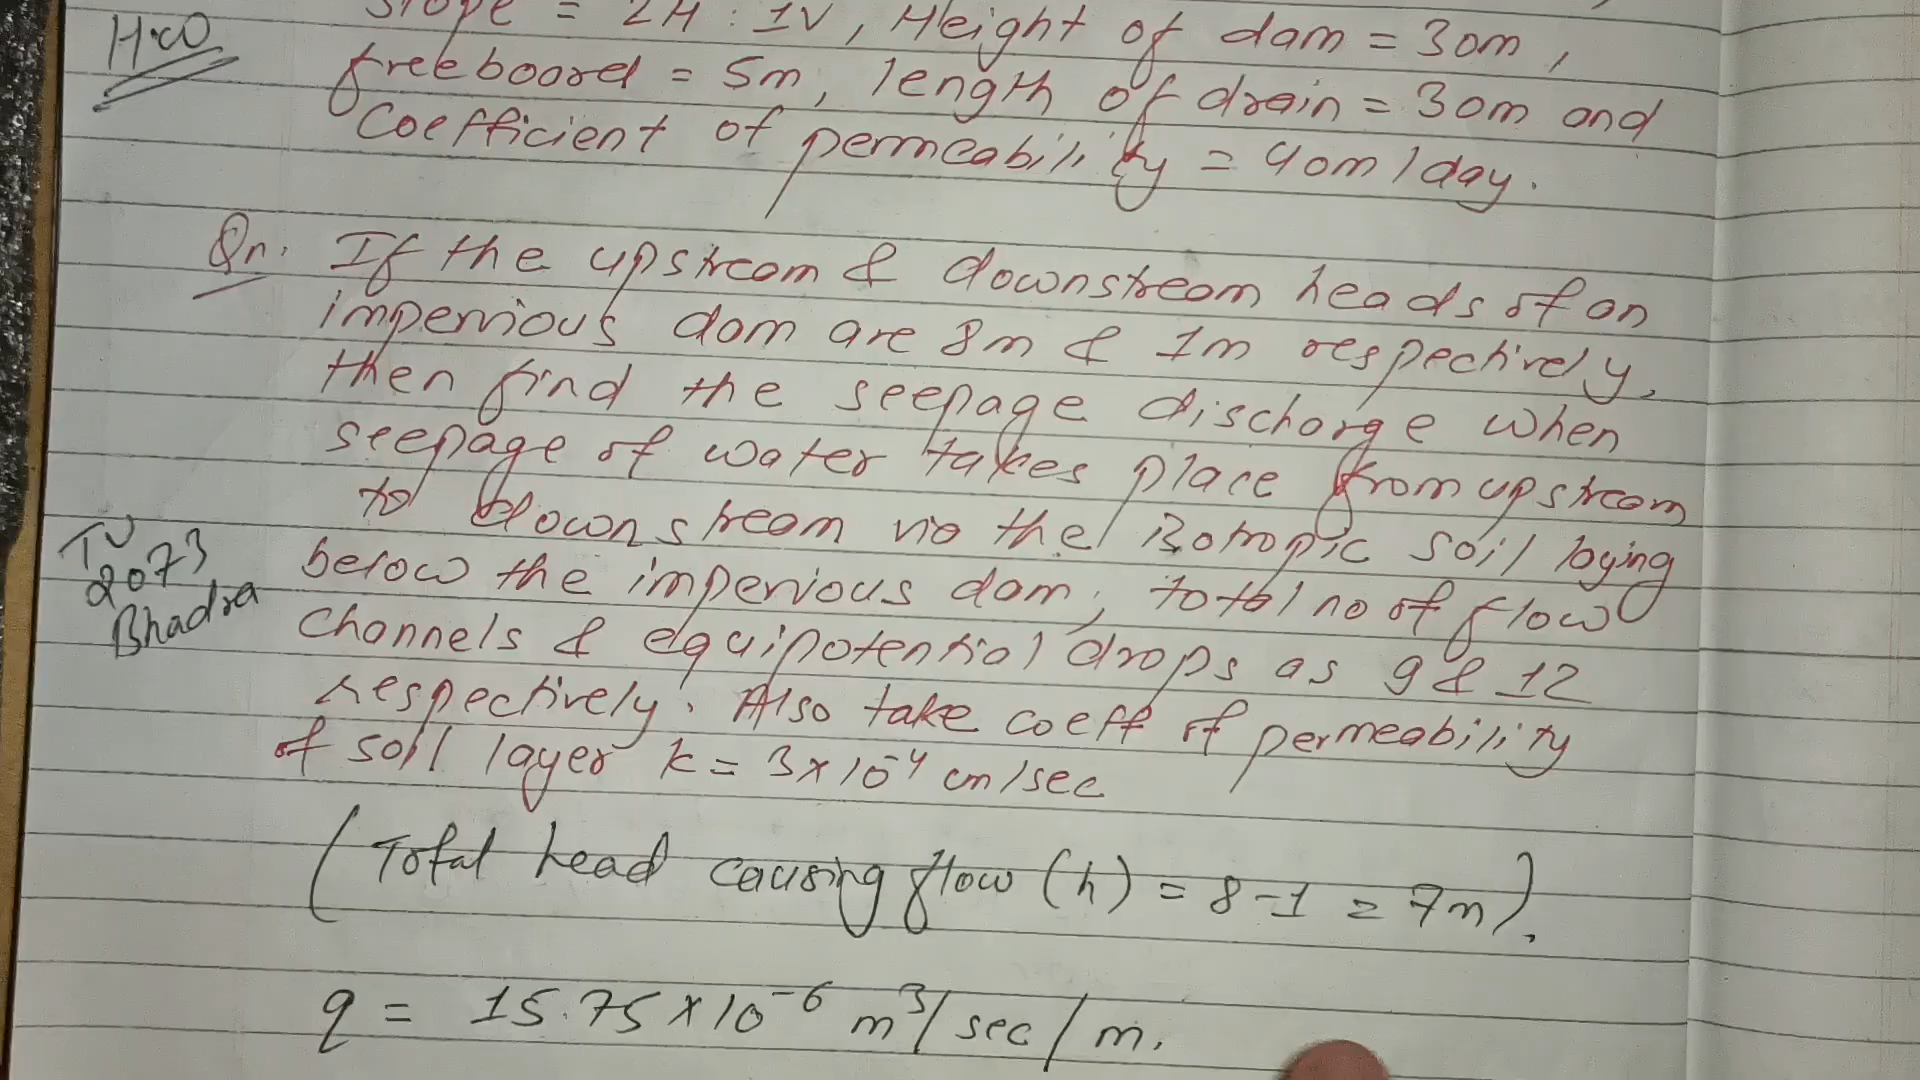 Slope = 2H : 1V, Height of dam = 30m,
H.W
freeboord = 5m, length of drain = 30m and
Coefficient of permeability = 40m/day.
Qn. If the upstream & downstream heads of an
impervious dam are 8m & 1m respectively,
then find the seepage discharge when
seepage of water takes place from upstream
to downstream via the isotropic soil laying
TU 2073 Bhadra
below the impervious dam, total no of flow
channels & equipotential drops as 9 & 12
respectively. Also take coeff of permeability
of soil layer k = 3x10⁻⁴ cm/sec
(Total head causing flow (h) = 8-1 = 7m).
q = 15.75 x 10⁻⁶ m³/sec/m.